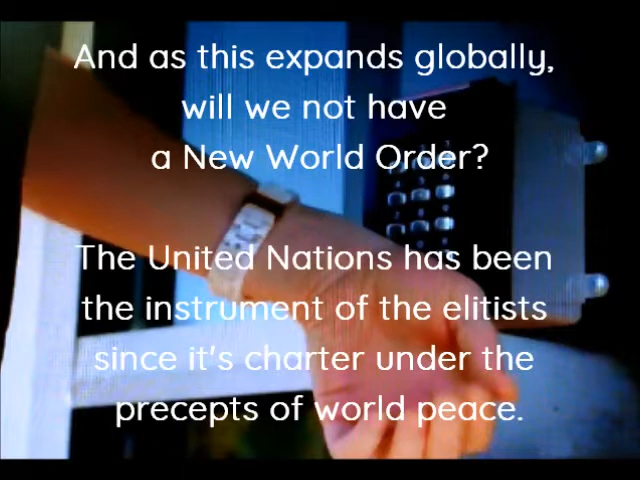 And as this expands globally,
will we not have
a New World Order?
The United Nations has been
the instrument of the elitists
since it's charter under the
precepts of world peace.